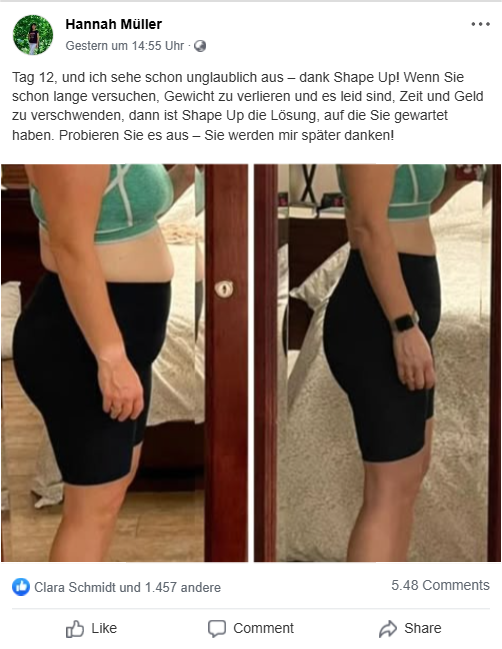 Hannah Müller
Gestern um 14:55 Uhr ·
Tag 12, und ich sehe schon unglaublich aus – dank Shape Up! Wenn Sie
schon lange versuchen, Gewicht zu verlieren und es leid sind, Zeit und Geld
zu verschwenden, dann ist Shape Up die Lösung, auf die Sie gewartet
haben. Probieren Sie es aus – Sie werden mir später danken!
Clara Schmidt und 1.457 andere
5.48 Comments
Like
Comment
Share